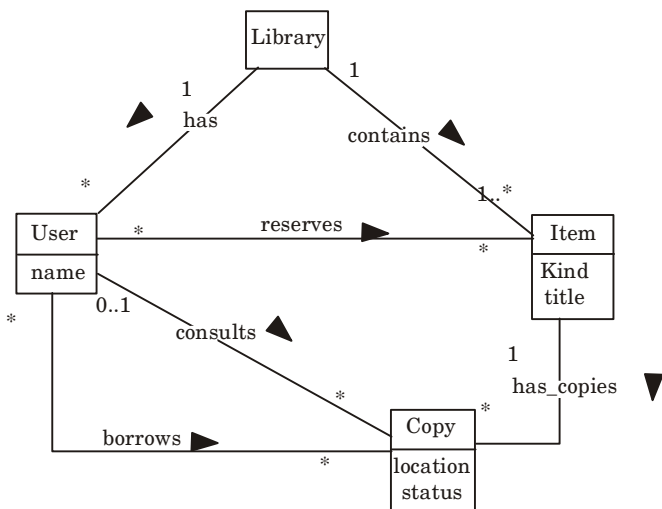 Library
1
1
has
contains
*
1..*
User
*
reserves
*
Item
name
Kind
title
0..1
*
consults
1
has_copies
*
*
Copy
borrows
*
location
status